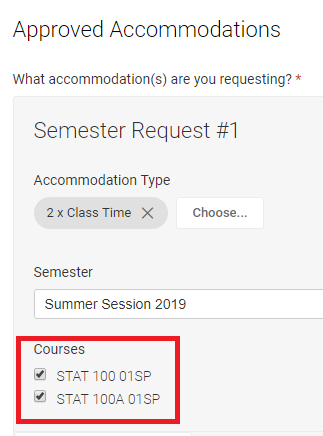 Approved Accommodations
What accommodation(s) are you requesting? *
Semester Request #1
Accommodation Type
2 x Class Time
Choose...
Semester
Summer Session 2019
Courses
STAT 100 01SP
STAT 100A 01SP